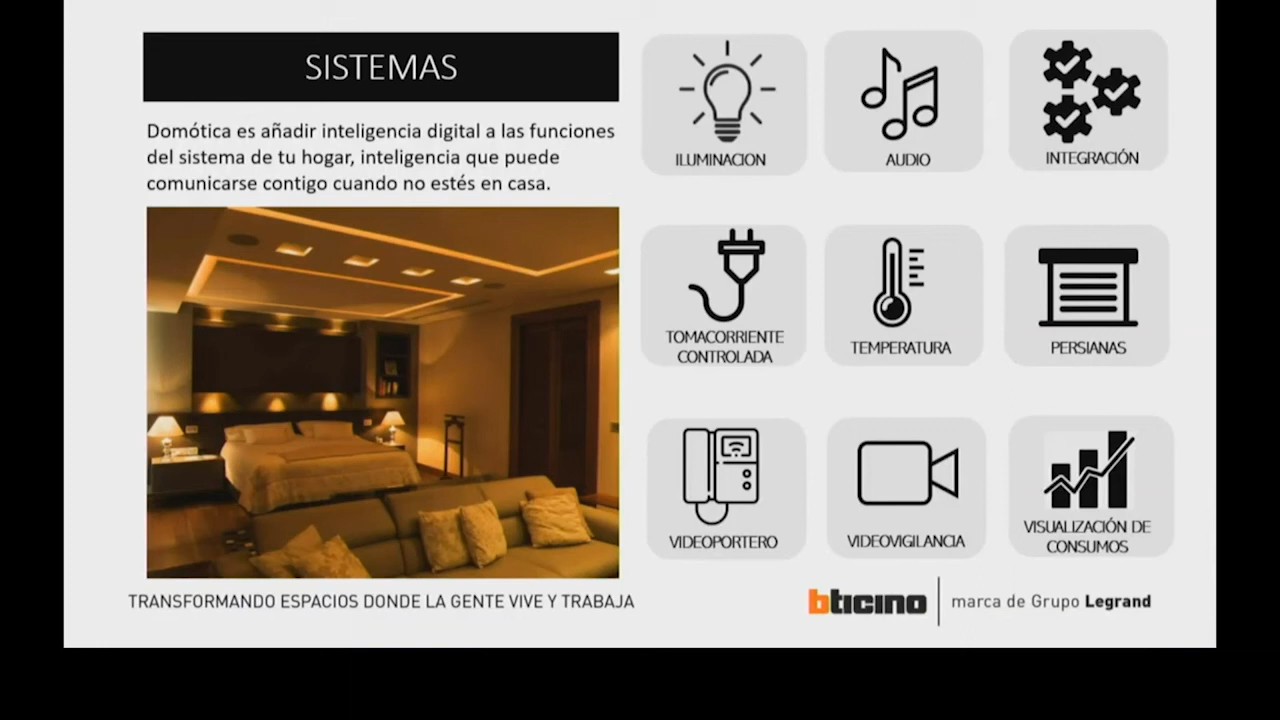 SISTEMAS
Domótica es añadir inteligencia digital a las funciones
del sistema de tu hogar, inteligencia que puede
comunicarse contigo cuando no estés en casa.
ILUMINACION
AUDIO
INTEGRACIÓN
TOMACORRIENTE
CONTROLADA
TEMPERATURA
PERSIANAS
VIDEOPORTERO
VIDEOVIGILANCIA
VISUALIZACIÓN DE
CONSUMOS
TRANSFORMANDO ESPACIOS DONDE LA GENTE VIVE Y TRABAJA
bticino
marca de Grupo Legrand